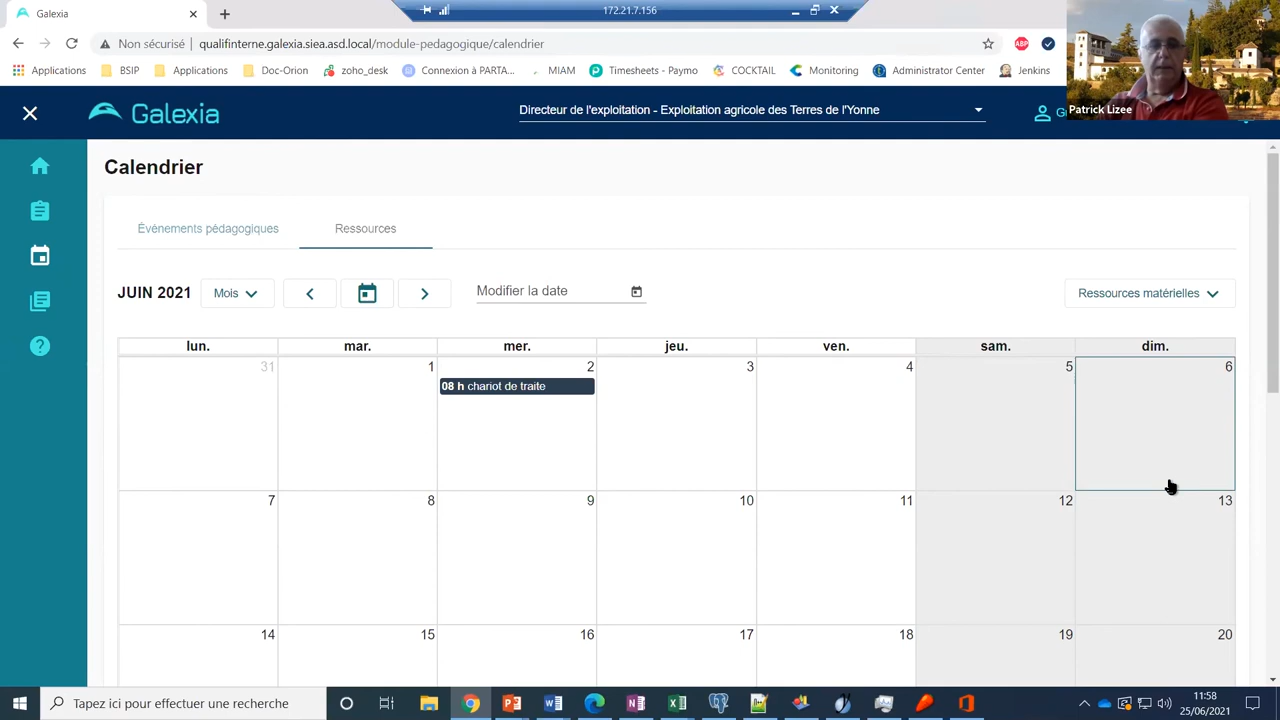 Galexia
172.21.7.156
Non sécurisé
qualifinterne.galexia.siea.asd.local/module-pedagogique/calendrier
ABP
Applications
BSIP
Applications
Doc-Orion
zoho_desk
Connexion à PARTA...
MIAM
Timesheets - Paymo
COCKTAIL
Monitoring
Administrator Center
Jenkins
Galexia
Directeur de l'exploitation - Exploitation agricole des Terres de l'Yonne
Patrick Lizee
Calendrier
Événements pédagogiques
Ressources
JUIN 2021
Mois
Modifier la date
Ressources matérielles
lun. mar. mer. jeu. ven. sam. dim.
31 1 2 3 4 5 6
08 h chariot de traite
7 8 9 10 11 12 13
14 15 16 17 18 19 20
Tapez ici pour effectuer une recherche
11:58
25/06/2021